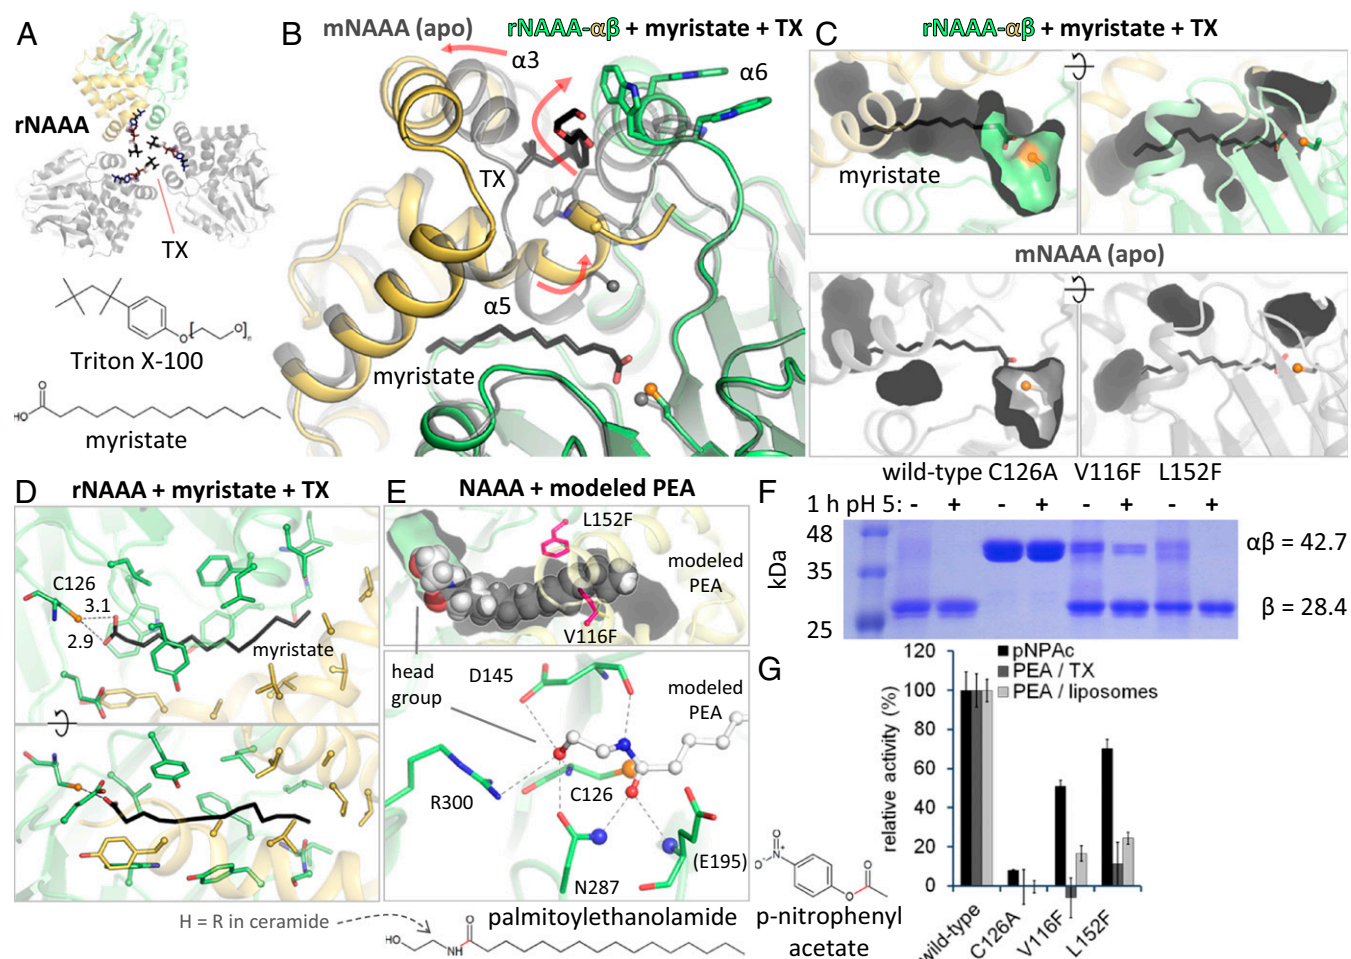 A
rNAAA
TX
Triton X-100
O
O
n
O
HO
myristate
B
mNAAA (apo)
rNAAA-αβ + myristate + TX
α3
α6
TX
α5
myristate
C
rNAAA-αβ + myristate + TX
myristate
mNAAA (apo)
D
rNAAA + myristate + TX
C126
3.1
2.9
myristate
E
NAAA + modeled PEA
L152F
modeled
PEA
V116F
head
group
D145
modeled
PEA
R300
C126
(E195)
N287
H = R in ceramide
palmitoylethanolamide
HO
NH
O
p-nitrophenyl
acetate
O
N+
O-
O
O
F
wild-type C126A V116F L152F
1 h pH 5: - + - + - + - +
kDa
48
35
25
αβ = 42.7
β = 28.4
G
relative activity (%)
120
100
80
60
40
20
0
pNPAc
PEA / TX
PEA / liposomes
wild-type
C126A
V116F
L152F